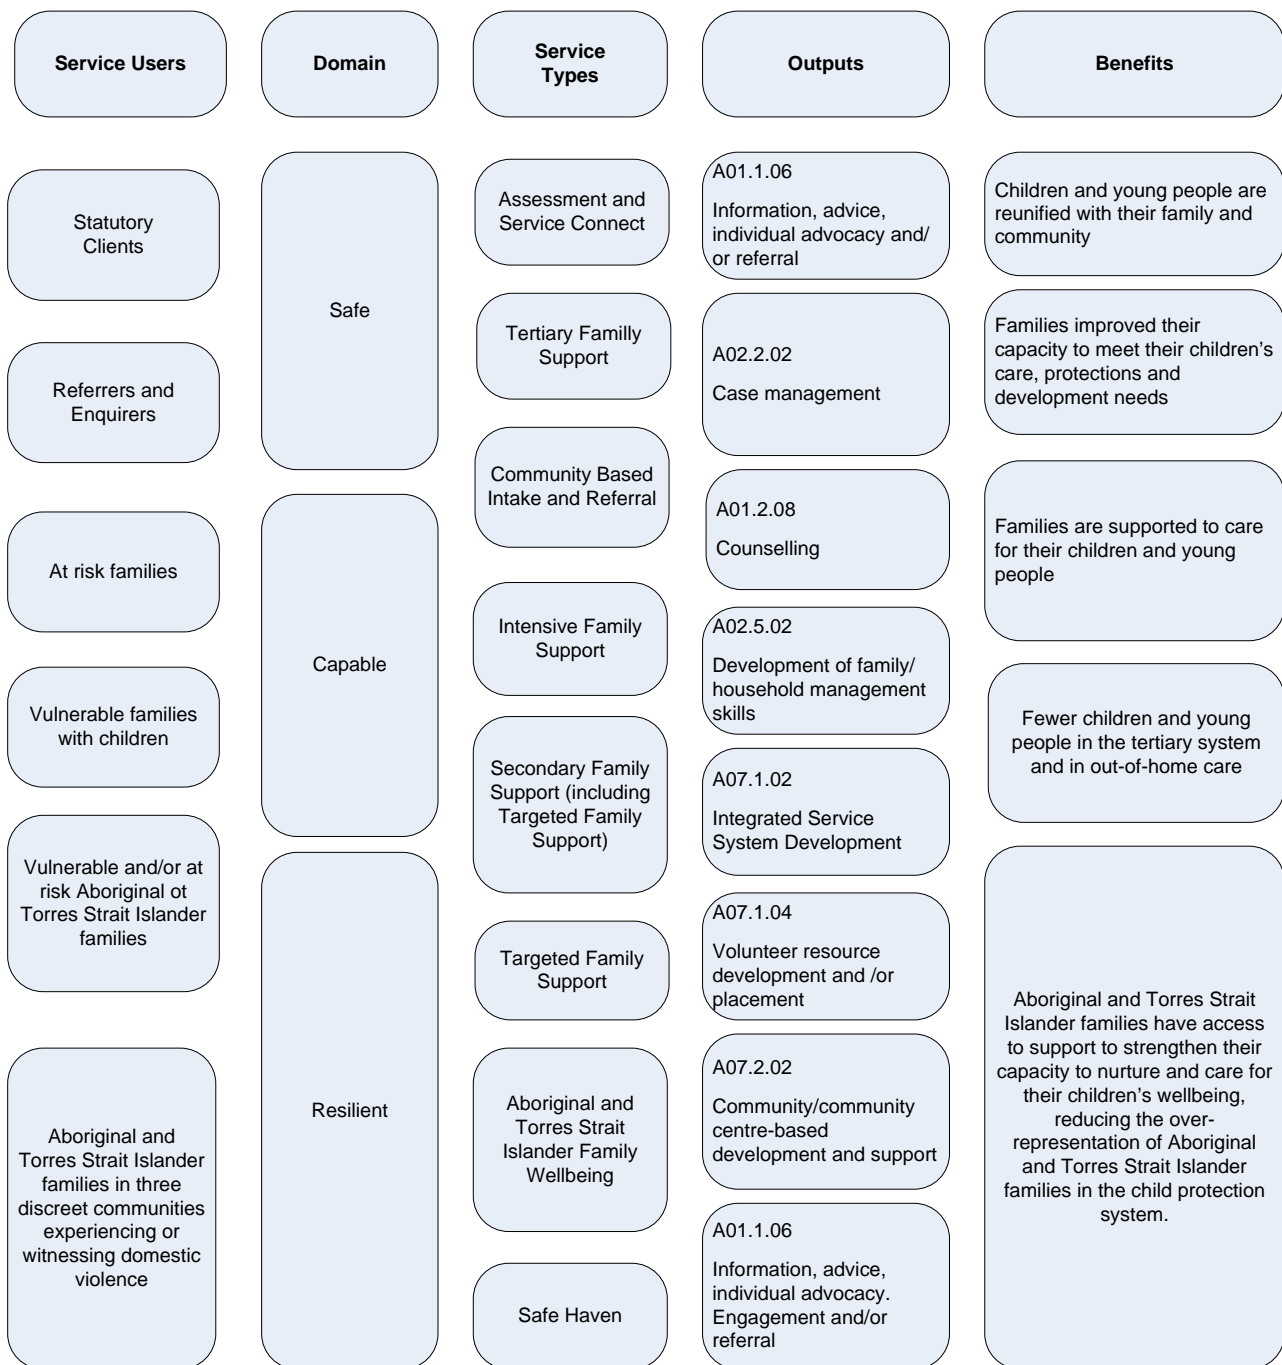 Service Users
Domain
Service
Types
Outputs
Benefits
Statutory
Clients
Referrers and
Enquirers
At risk families
Vulnerable families
with children
Vulnerable and/or at
risk Aboriginal ot
Torres Strait Islander
families
Aboriginal and
Torres Strait Islander
families in three
discreet communities
experiencing or
witnessing domestic
violence
Safe
Capable
Resilient
Assessment and
Service Connect
Tertiary Familly
Support
Community Based
Intake and Referral
Intensive Family
Support
Secondary Family
Support (including
Targeted Family
Support)
Targeted Family
Support
Aboriginal and
Torres Strait
Islander Family
Wellbeing
Safe Haven
A01.1.06
Information, advice,
individual advocacy and/
or referral
A02.2.02
Case management
A01.2.08
Counselling
A02.5.02
Development of family/
household management
skills
A07.1.02
Integrated Service
System Development
A07.1.04
Volunteer resource
development and /or
placement
A07.2.02
Community/community
centre-based
development and support
A01.1.06
Information, advice,
individual advocacy.
Engagement and/or
referral
Children and young people are
reunified with their family and
community
Families improved their
capacity to meet their children’s
care, protections and
development needs
Families are supported to care
for their children and young
people
Fewer children and young
people in the tertiary system
and in out-of-home care
Aboriginal and Torres Strait
Islander families have access
to support to strengthen their
capacity to nurture and care for
their children’s wellbeing,
reducing the over-
representation of Aboriginal
and Torres Strait Islander
families in the child protection
system.